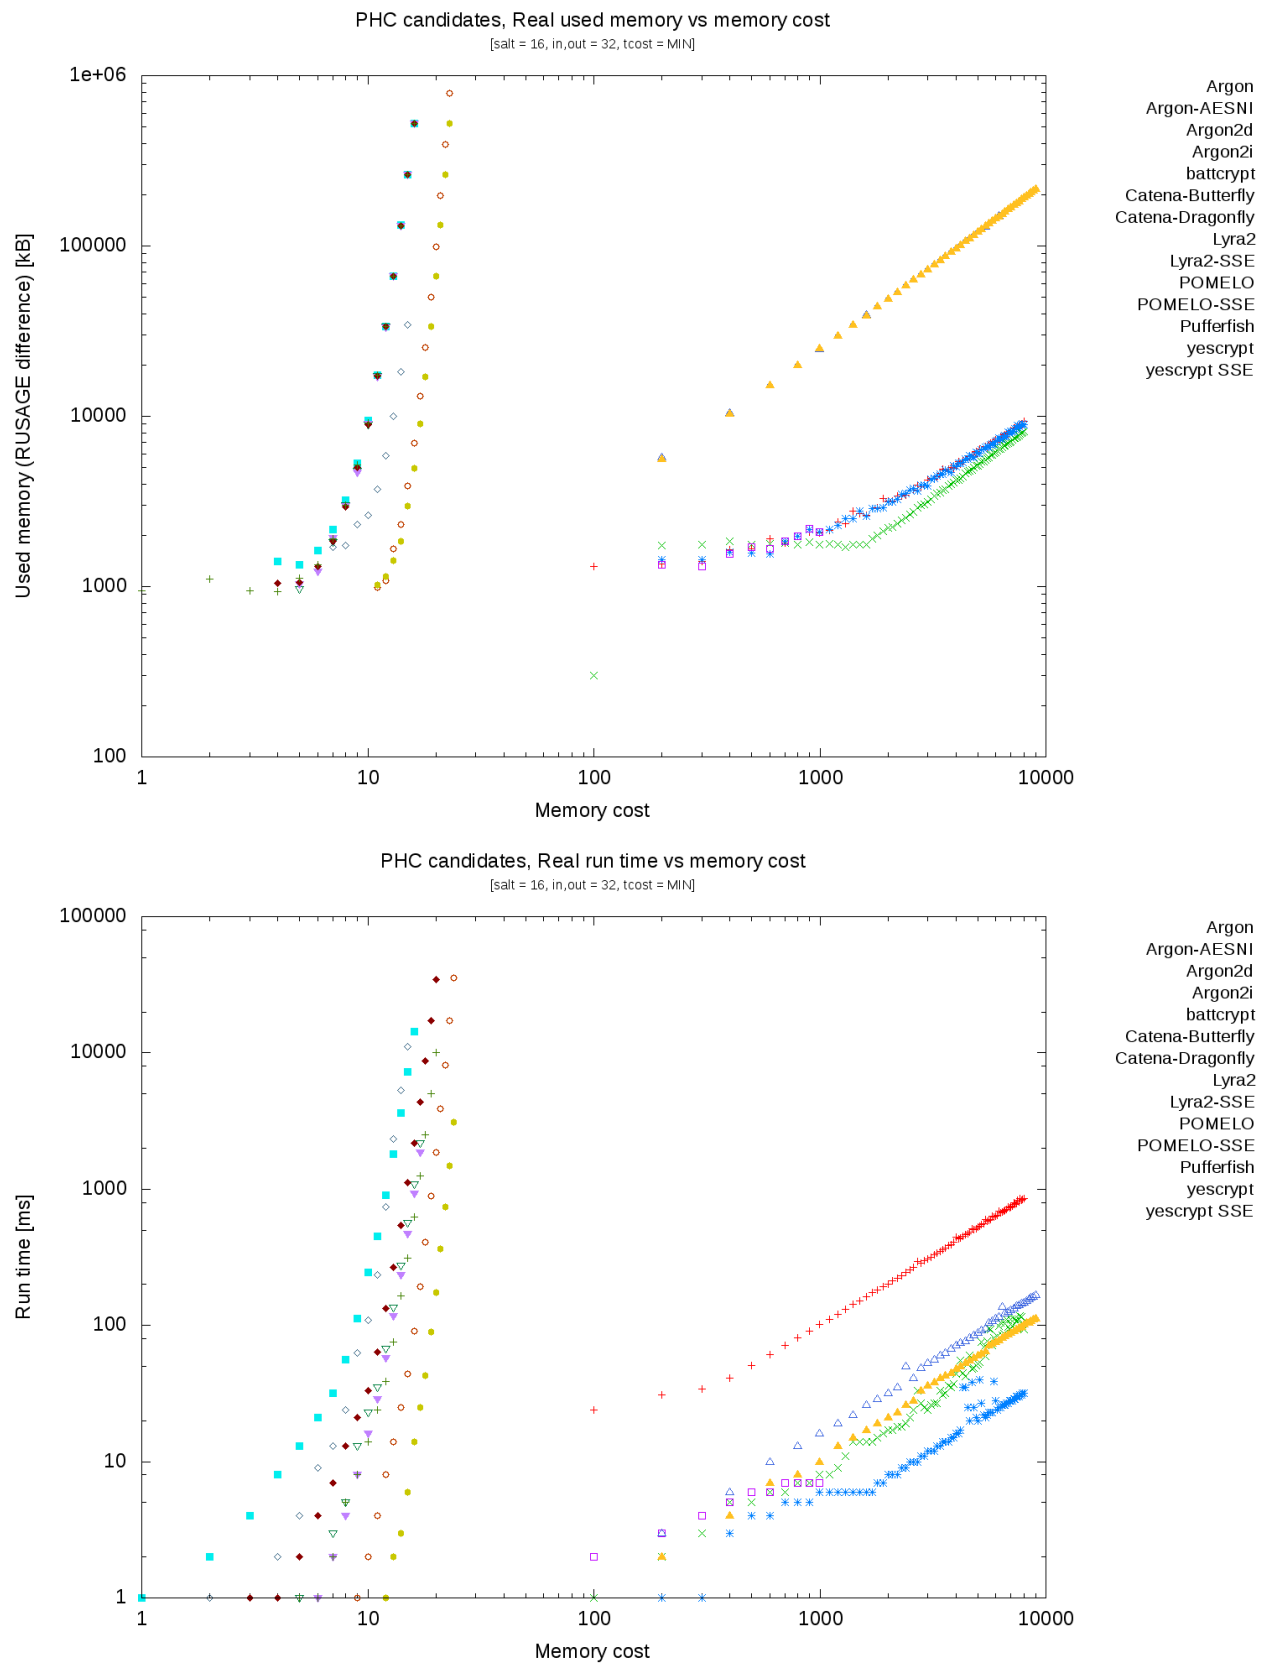 PHC candidates, Real used memory vs memory cost
[salt = 16, in,out = 32, tcost = MIN]
1e+06
100000
10000
1000
100
Used memory (RUSAGE difference) [kB]
1
10
100
1000
10000
Memory cost
Argon
Argon-AESNI
Argon2d
Argon2i
battcrypt
Catena-Butterfly
Catena-Dragonfly
Lyra2
Lyra2-SSE
POMELO
POMELO-SSE
Pufferfish
yescrypt
yescrypt SSE
PHC candidates, Real run time vs memory cost
[salt = 16, in,out = 32, tcost = MIN]
100000
10000
1000
100
10
1
Run time [ms]
1
10
100
1000
10000
Memory cost
Argon
Argon-AESNI
Argon2d
Argon2i
battcrypt
Catena-Butterfly
Catena-Dragonfly
Lyra2
Lyra2-SSE
POMELO
POMELO-SSE
Pufferfish
yescrypt
yescrypt SSE